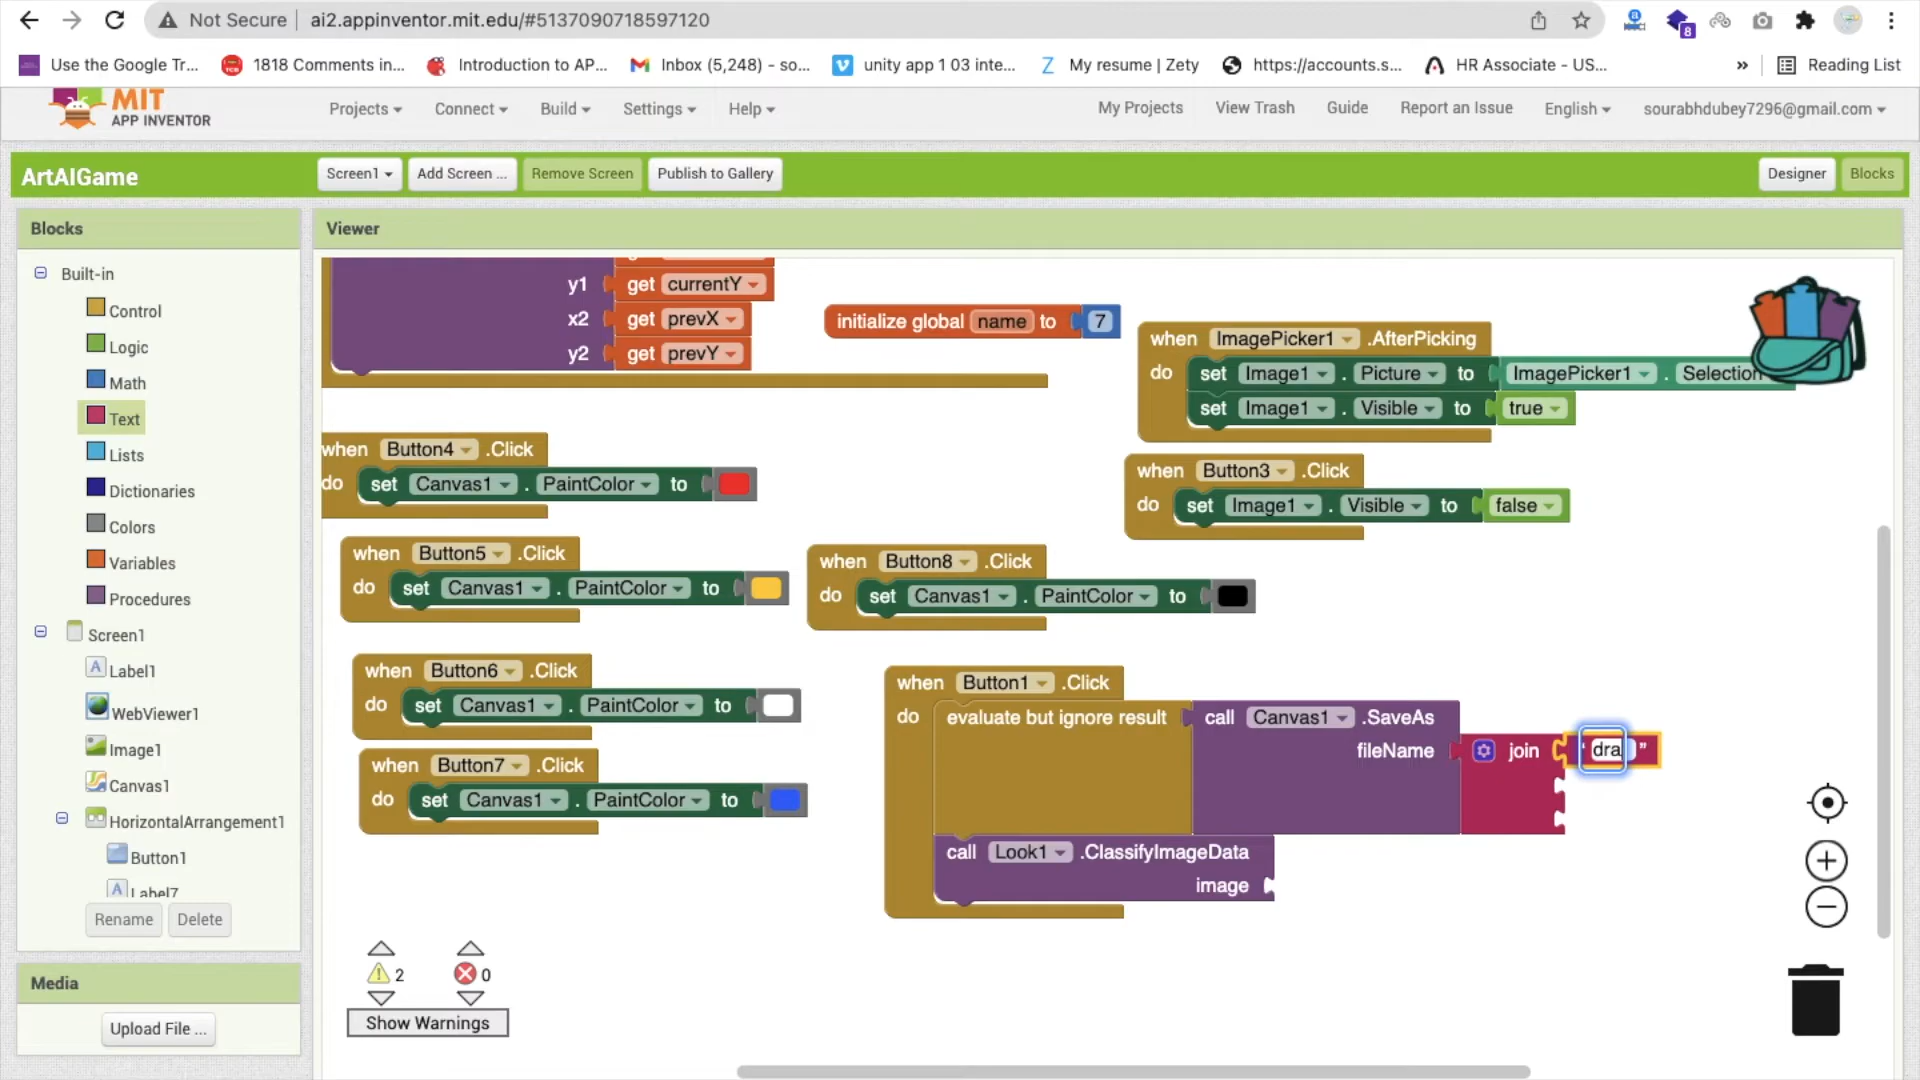 Not Secure ai2.appinventor.mit.edu/#5137090718597120
8
Use the Google Tr... 1818 Comments in... Introduction to AP... Inbox (5,248) – so... unity app 1 03 inte... My resume | Zety https://accounts.s... HR Associate - US... » Reading List
MIT
APP INVENTOR
Projects Connect Build Settings Help My Projects View Trash Guide Report an Issue English sourabhdubey7296@gmail.com
ArtAIGame Screen1 Add Screen ... Remove Screen Publish to Gallery Designer Blocks
Blocks
Built-in
Control
Logic
Math
Text
Lists
Dictionaries
Colors
Variables
Procedures
Screen1
Label1
WebViewer1
Image1
Canvas1
HorizontalArrangement1
Button1
Label7
Rename Delete
Media
Upload File ...
Viewer
y1 get currentY
x2 get prevX
y2 get prevY
initialize global name to 7
when ImagePicker1 .AfterPicking
do set Image1 . Picture to ImagePicker1 . Selection
set Image1 . Visible to true
when Button4 .Click
do set Canvas1 . PaintColor to
when Button3 .Click
do set Image1 . Visible to false
when Button5 .Click
do set Canvas1 . PaintColor to
when Button8 .Click
do set Canvas1 . PaintColor to
when Button6 .Click
do set Canvas1 . PaintColor to
when Button7 .Click
do set Canvas1 . PaintColor to
when Button1 .Click
do evaluate but ignore result call Canvas1 .SaveAs
fileName join “ dra ”
call Look1 .ClassifyImageData
image
2 0
Show Warnings